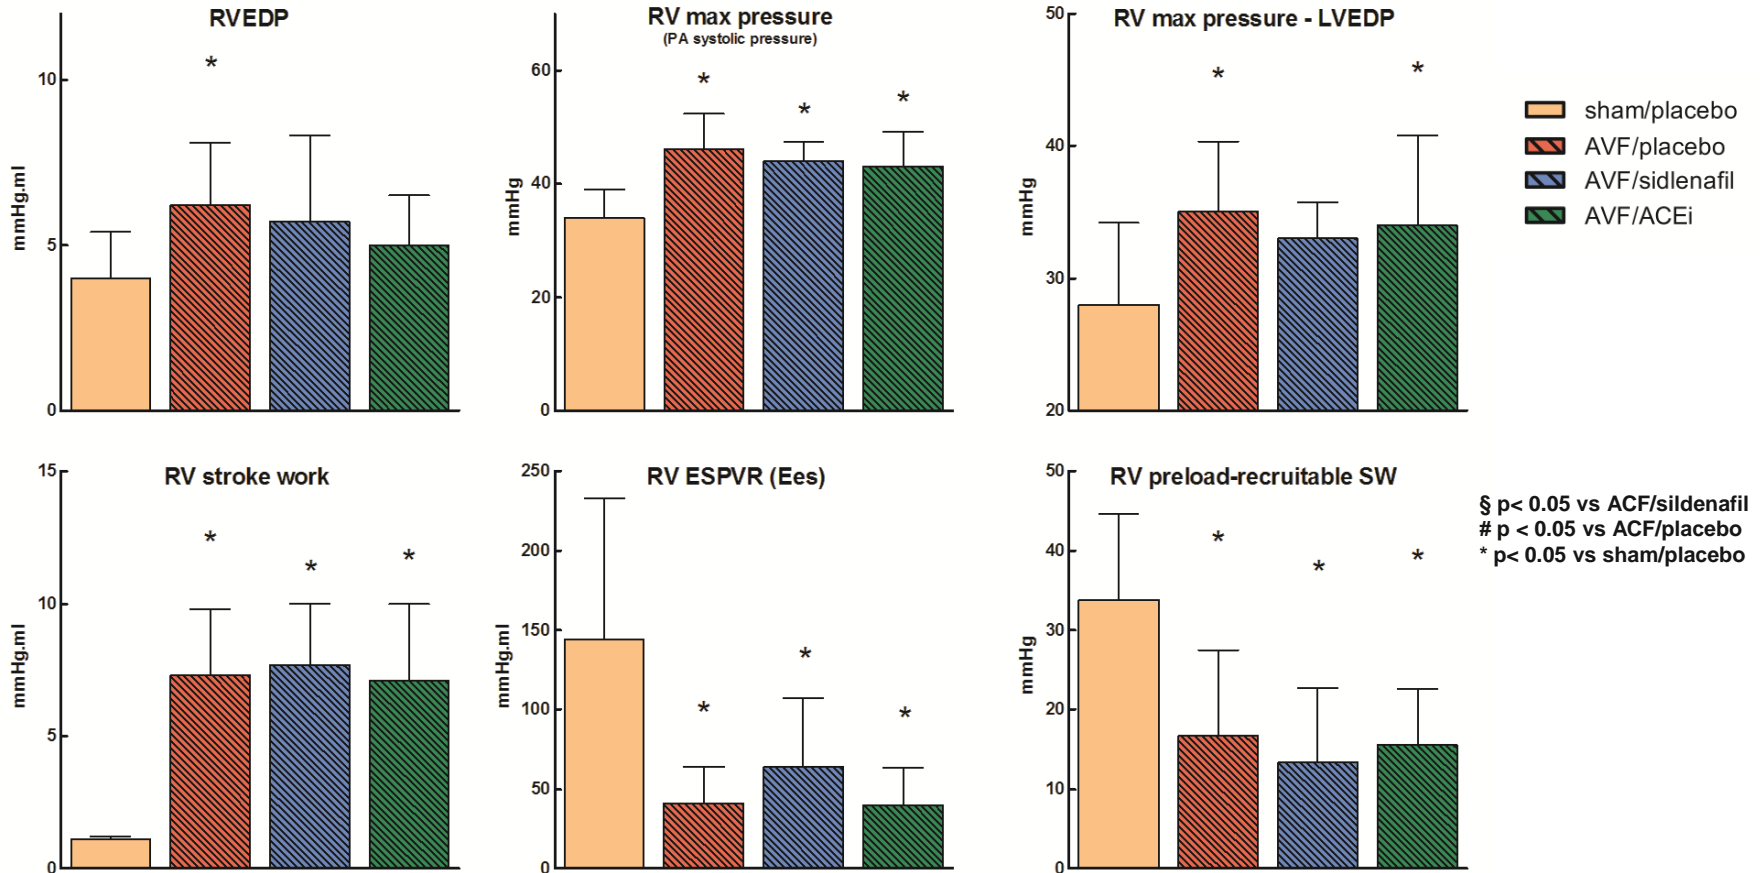 RVEDP
mmHg.ml
10
5
0
RV max pressure
(PA systolic pressure)
mmHg
60
40
20
0
RV max pressure - LVEDP
mmHg
50
40
30
20
sham/placebo
AVF/placebo
AVF/sidlenafil
AVF/ACEi
RV stroke work
mmHg.ml
15
10
5
0
RV ESPVR (Ees)
mmHg.ml
250
200
150
100
50
0
RV preload-recruitable SW
mmHg
50
40
30
20
10
0
§ p< 0.05 vs ACF/sildenafil
# p < 0.05 vs ACF/placebo
* p< 0.05 vs sham/placebo